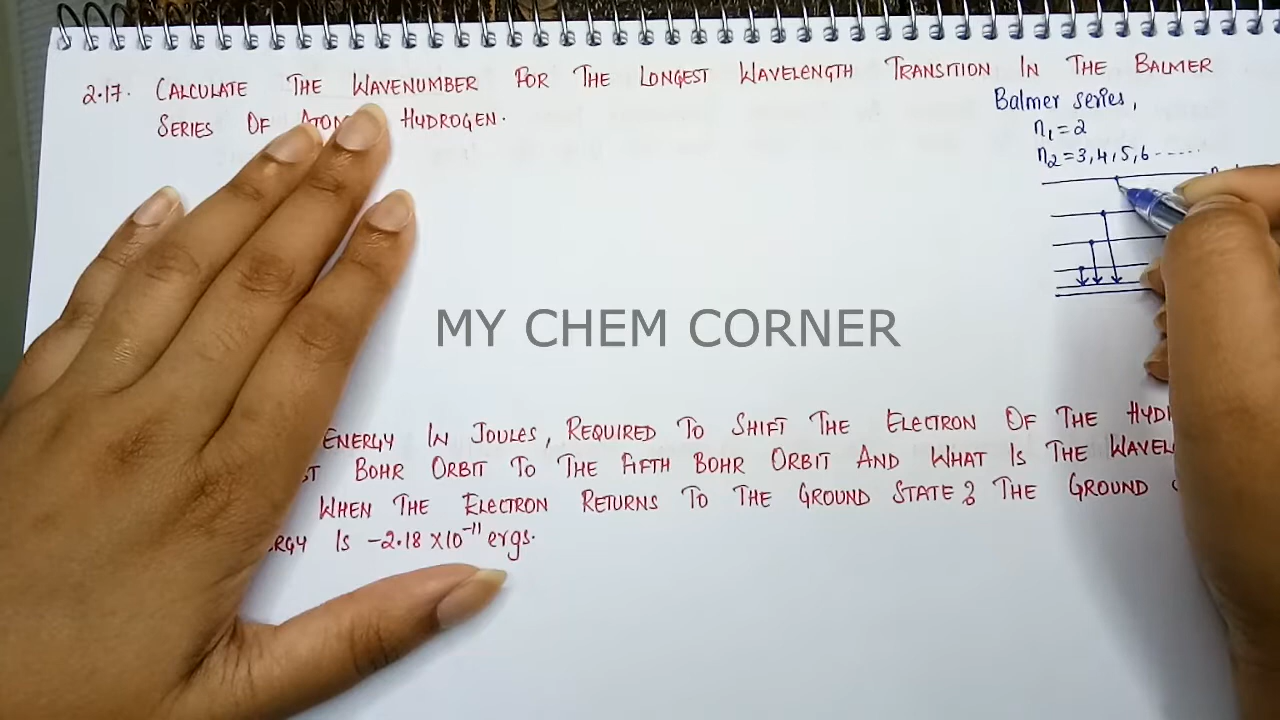 2.17. CALCULATE THE WAVENUMBER FOR THE LONGEST WAVELENGTH TRANSITION IN THE BALMER
SERIES OF HYDROGEN.
Balmer series,
n₁ = 2
n₂ = 3, 4, 5, 6 ......
MY CHEM CORNER
ENERGY IN JOULES, REQUIRED TO SHIFT THE ELECTRON OF THE
BOHR ORBIT TO THE FIFTH BOHR ORBIT AND WHAT IS THE
WHEN THE ELECTRON RETURNS TO THE GROUND STATE? THE GROUND
IS -2.18 ×10⁻¹¹ ergs.